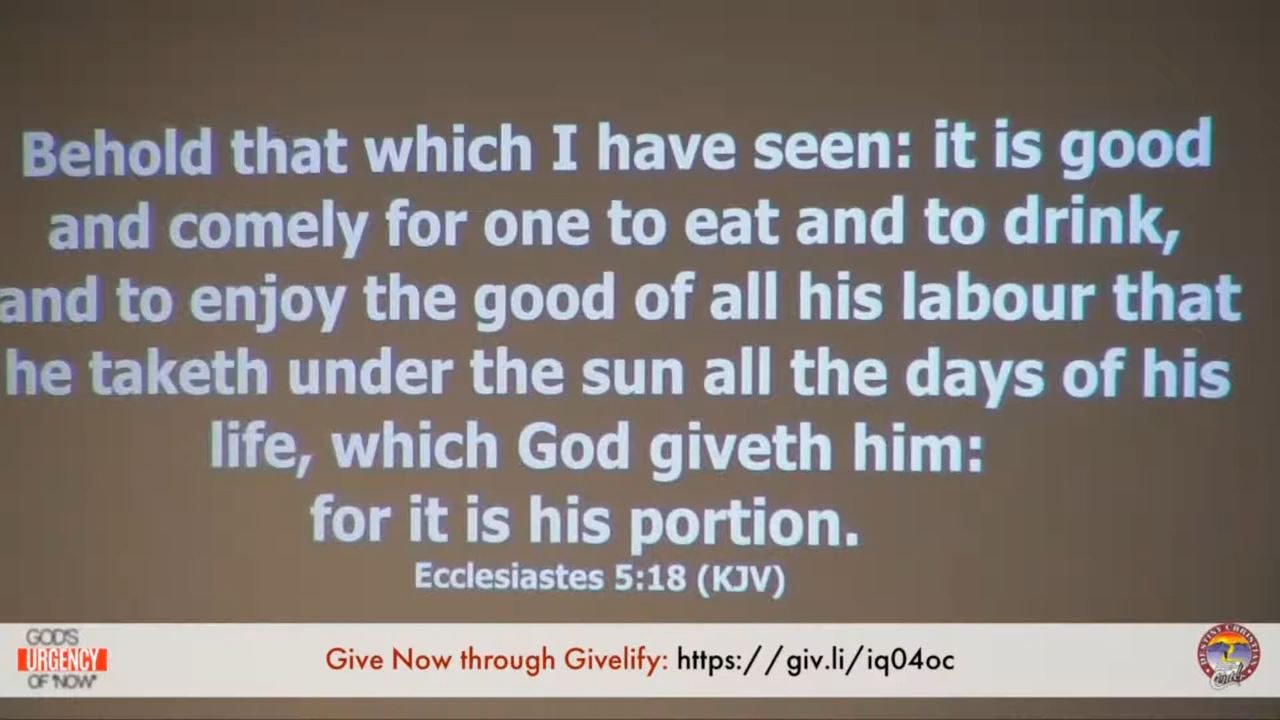 Behold that which I have seen: it is good
and comely for one to eat and to drink,
and to enjoy the good of all his labour that
he taketh under the sun all the days of his
life, which God giveth him:
for it is his portion.
Ecclesiastes 5:18 (KJV)
GOD'S
URGENCY
OF "NOW"
Give Now through Givelify: https://giv.li/iq04oc
DESTINY CHRISTIAN